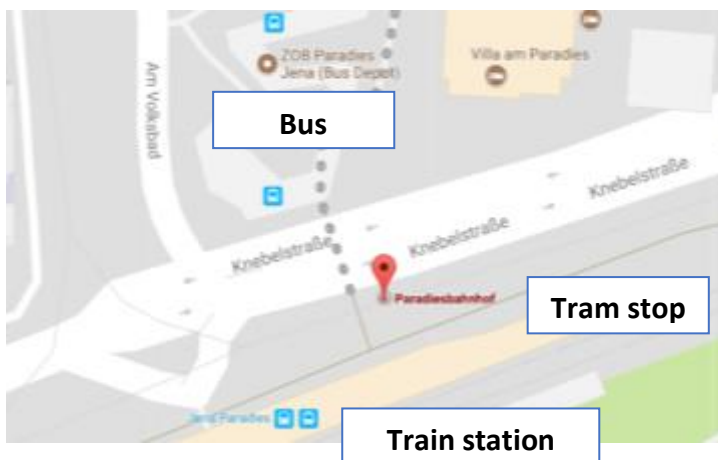 ZOB Paradies
Jena (Bus Depot)
Villa am Paradies
Am Volksbad
Bus
Knebelstraße
Knebelstraße
Knebelstraße
Paradiesbahnhof
Tram stop
Jena Paradies
Train station